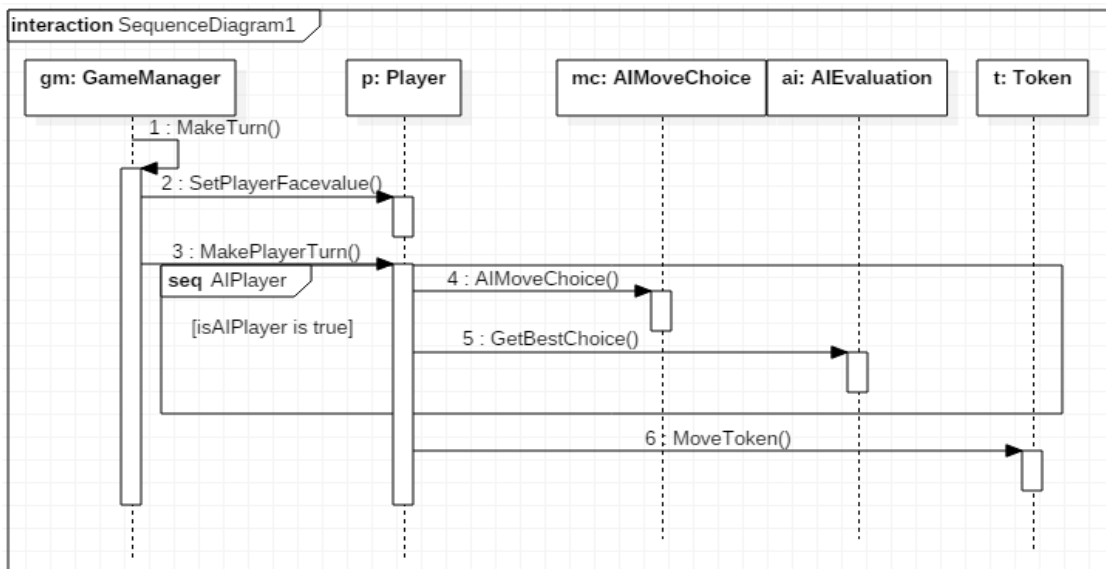 interaction SequenceDiagram1
gm: GameManager
p: Player
mc: AIMoveChoice
ai: AIEvaluation
t: Token
1 : MakeTurn()
2 : SetPlayerFacevalue()
3 : MakePlayerTurn()
seq AIPlayer
4 : AIMoveChoice()
[isAIPlayer is true]
5 : GetBestChoice()
6 : MoveToken()